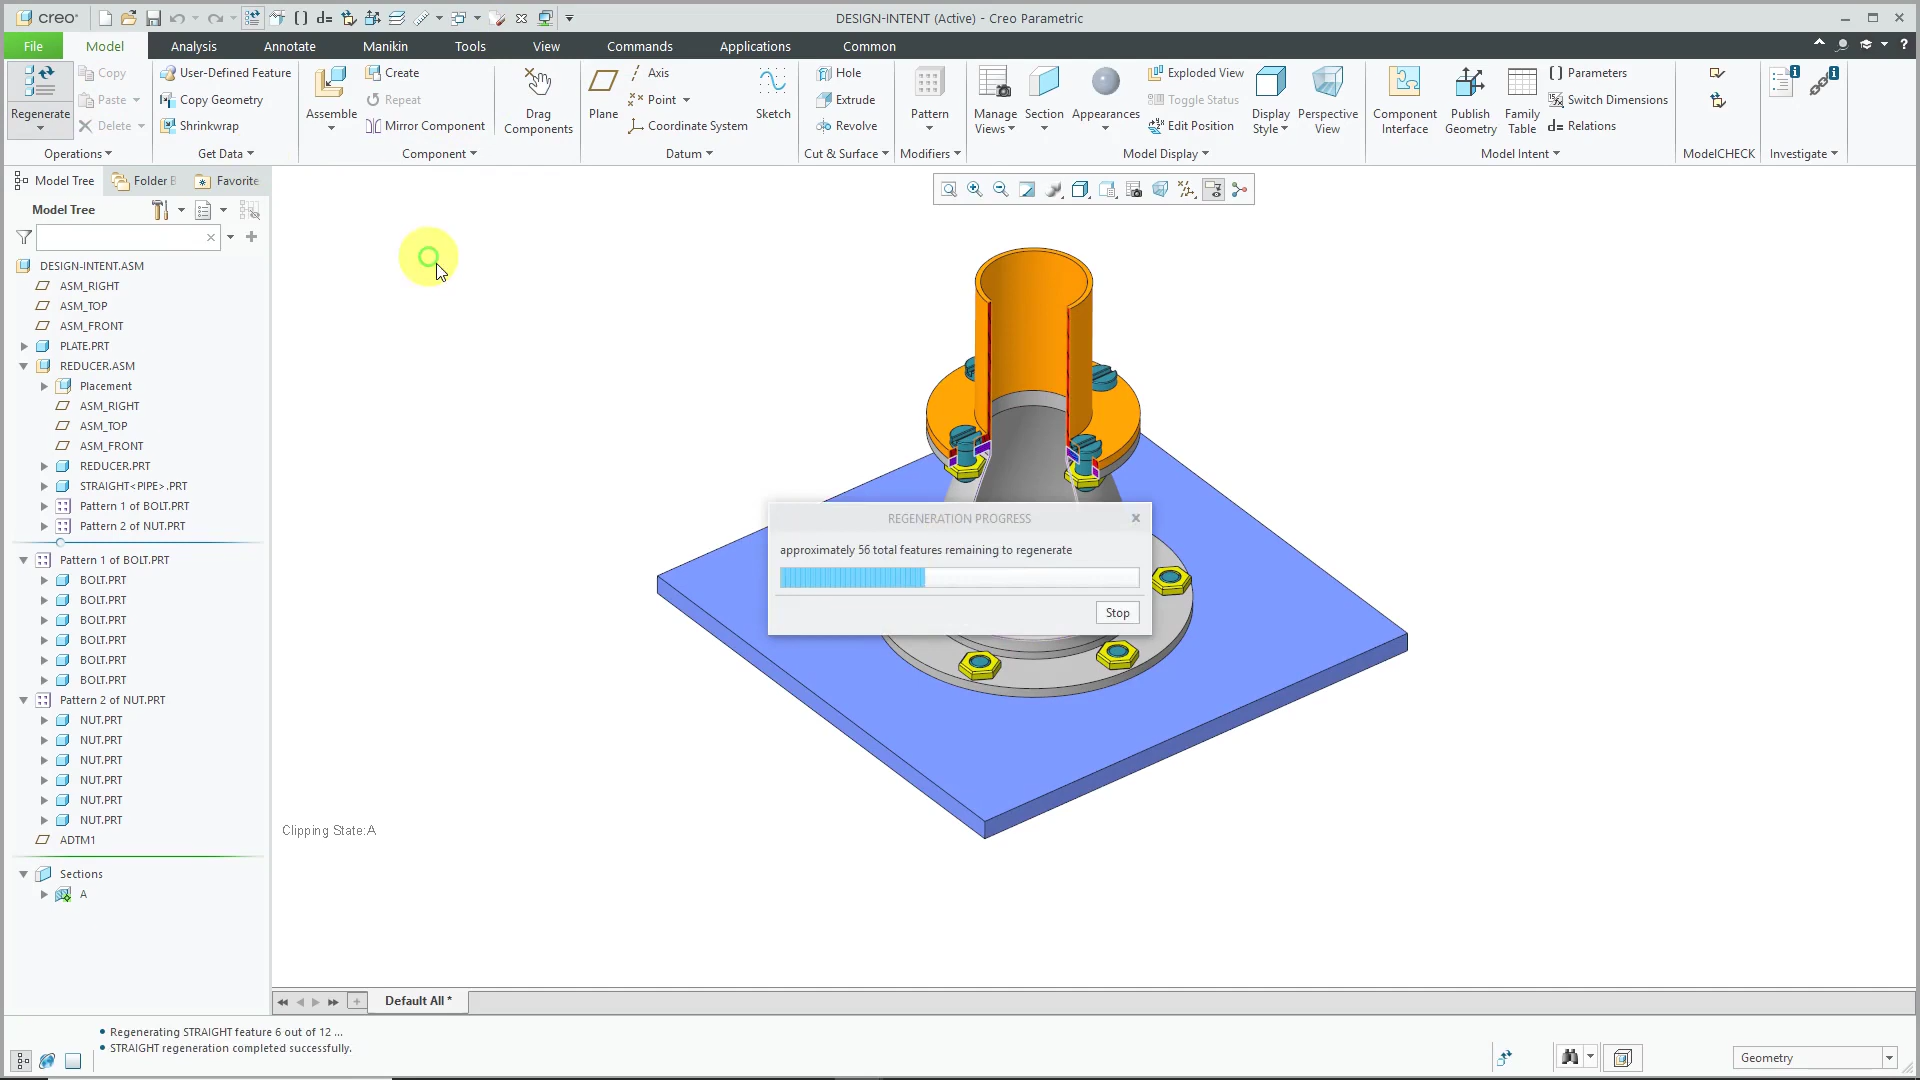 creo
DESIGN-INTENT (Active) - Creo Parametric
File Model Analysis Annotate Manikin Tools View Commands Applications Common
Regenerate
Copy
Paste
Delete
Operations
User-Defined Feature
Copy Geometry
Shrinkwrap
Get Data
Assemble
Create
Repeat
Mirror Component
Drag Components
Component
Plane
Axis
Point
Coordinate System
Sketch
Datum
Hole
Extrude
Revolve
Cut & Surface
Pattern
Modifiers
Manage Views
Section
Appearances
Exploded View
Toggle Status
Edit Position
Display Style
Perspective View
Model Display
Component Interface
Publish Geometry
Family Table
Parameters
Switch Dimensions
Relations
Model Intent
ModelCHECK
Investigate
Model Tree Folder B Favorite
Model Tree
DESIGN-INTENT.ASM
ASM_RIGHT
ASM_TOP
ASM_FRONT
PLATE.PRT
REDUCER.ASM
Placement
ASM_RIGHT
ASM_TOP
ASM_FRONT
REDUCER.PRT
STRAIGHT<PIPE>.PRT
Pattern 1 of BOLT.PRT
Pattern 2 of NUT.PRT
Pattern 1 of BOLT.PRT
BOLT.PRT
BOLT.PRT
BOLT.PRT
BOLT.PRT
BOLT.PRT
BOLT.PRT
Pattern 2 of NUT.PRT
NUT.PRT
NUT.PRT
NUT.PRT
NUT.PRT
NUT.PRT
NUT.PRT
ADTM1
Sections
A
REGENERATION PROGRESS
approximately 56 total features remaining to regenerate
Stop
Clipping State:A
Default All *
Regenerating STRAIGHT feature 6 out of 12 ...
STRAIGHT regeneration completed successfully.
Geometry